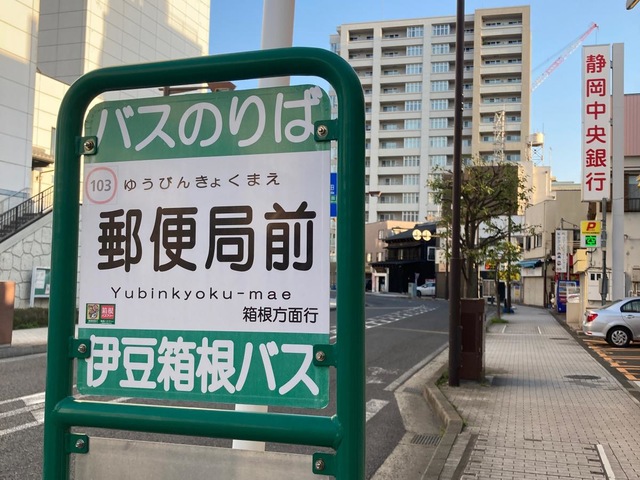 バスのりば
103
ゆうびんきょくまえ
郵便局前
Yubinkyoku-mae
箱根方面行
伊豆箱根バス
静岡中央銀行
P